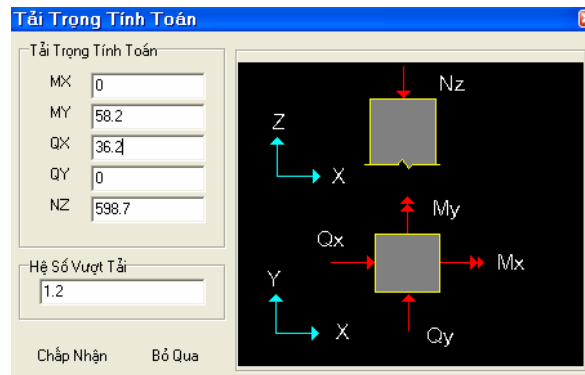 Tải Trọng Tính Toán
Tải Trọng Tính Toán
MX 0
MY 58.2
QX 36.2
QY 0
NZ 598.7
Hệ Số Vượt Tải
1.2
Chấp Nhận Bỏ Qua
Nz
Z
X
My
Qx
Mx
Y
X
Qy